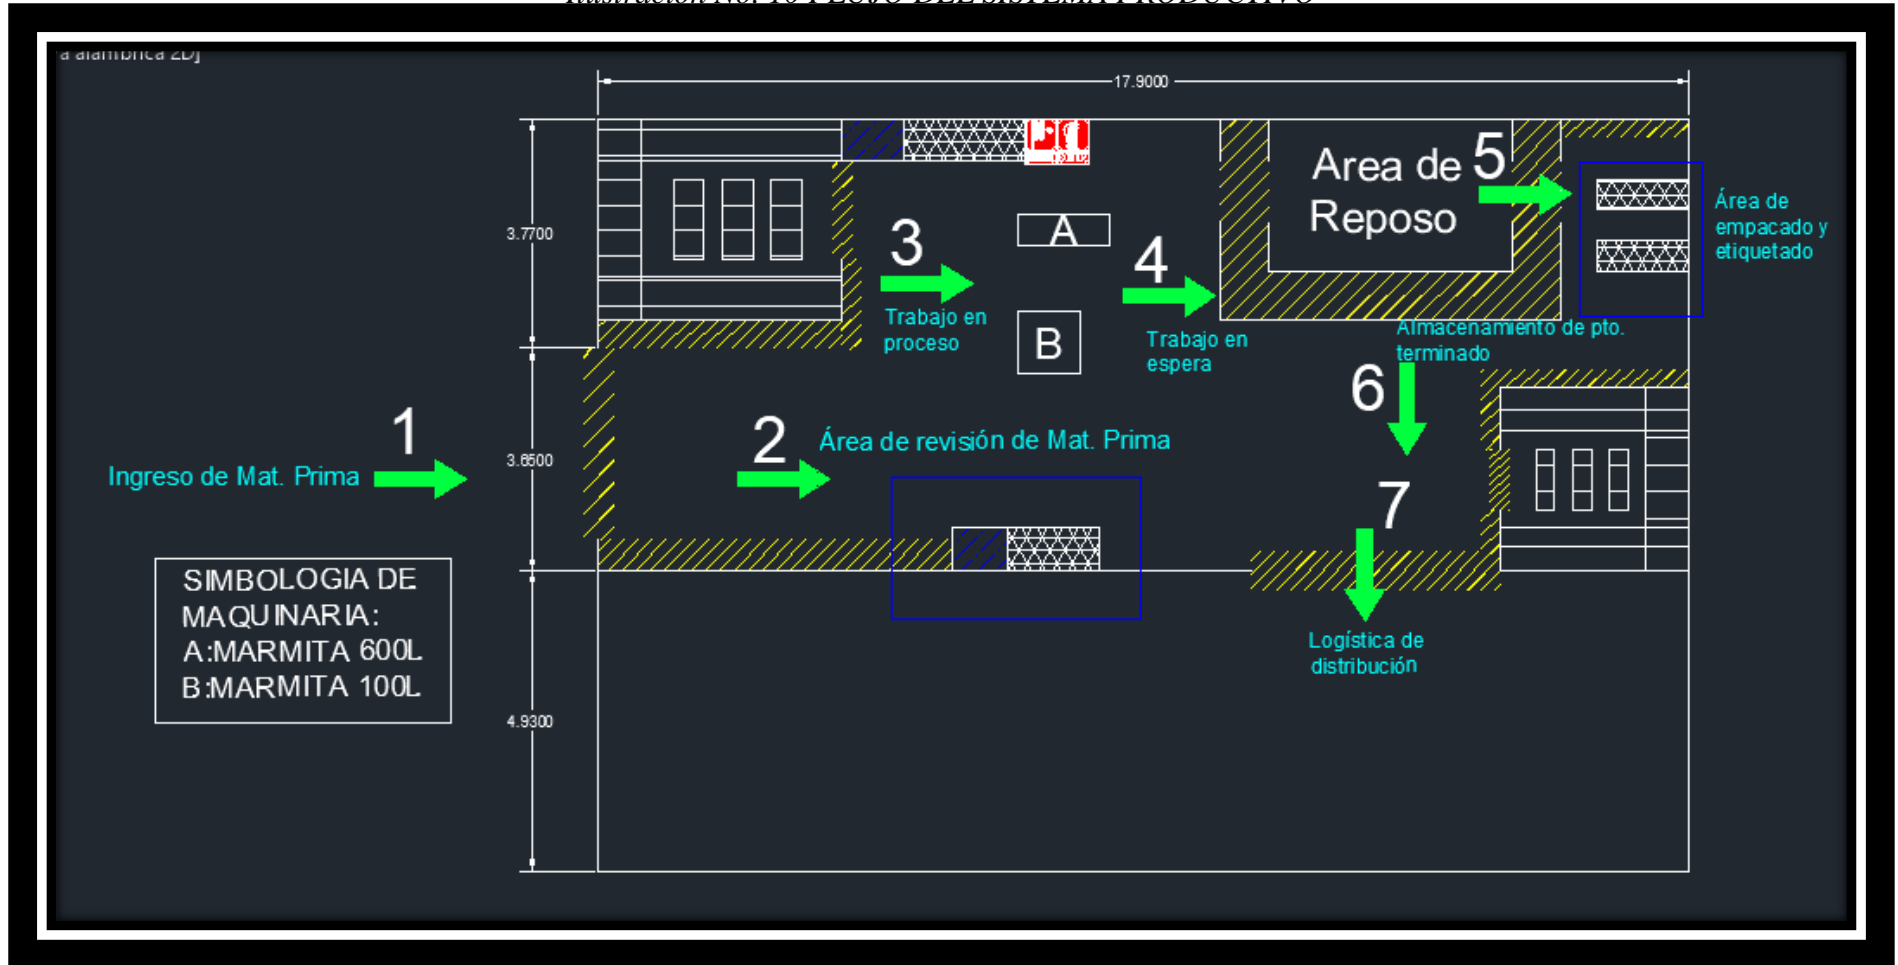 a alámbrica 2D]
17.9000
3.7700
3.6500
4.9300
1
Ingreso de Mat. Prima
2
Área de revisión de Mat. Prima
3
Trabajo en
proceso
A
B
4
Trabajo en
espera
Area de
Reposo
5
Área de
empacado y
etiquetado
Almacenamiento de pto.
terminado
6
7
Logística de
distribución
SIMBOLOGIA DE
MAQUINARIA:
A:MARMITA 600L
B:MARMITA 100L